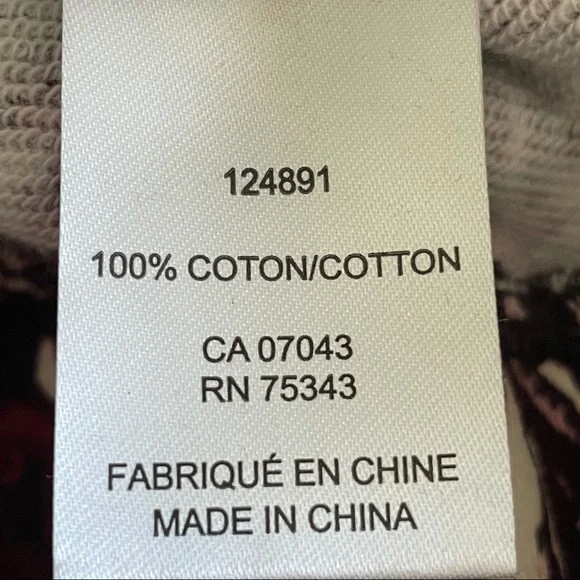 124891
100% COTON/COTTON
CA 07043
RN 75343
FABRIQUÉ EN CHINE
MADE IN CHINA